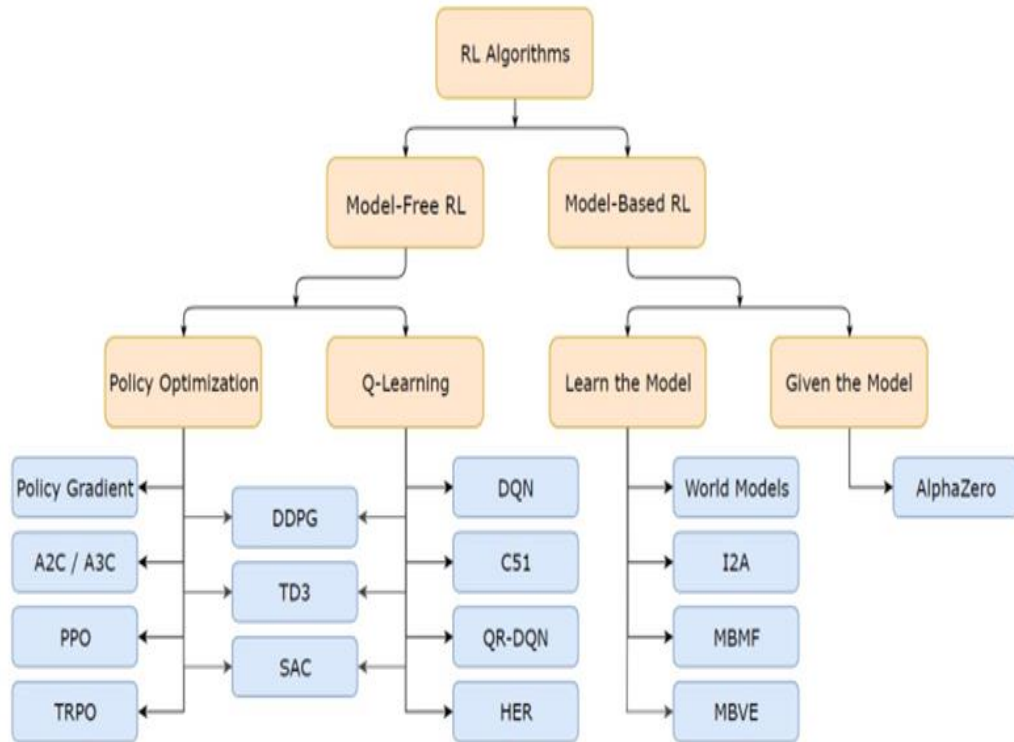 RL Algorithms
Model-Free RL
Model-Based RL
Policy Optimization
Q-Learning
Learn the Model
Given the Model
Policy Gradient
DDPG
DQN
World Models
AlphaZero
A2C / A3C
TD3
C51
I2A
PPO
SAC
QR-DQN
MBMF
TRPO
HER
MBVE